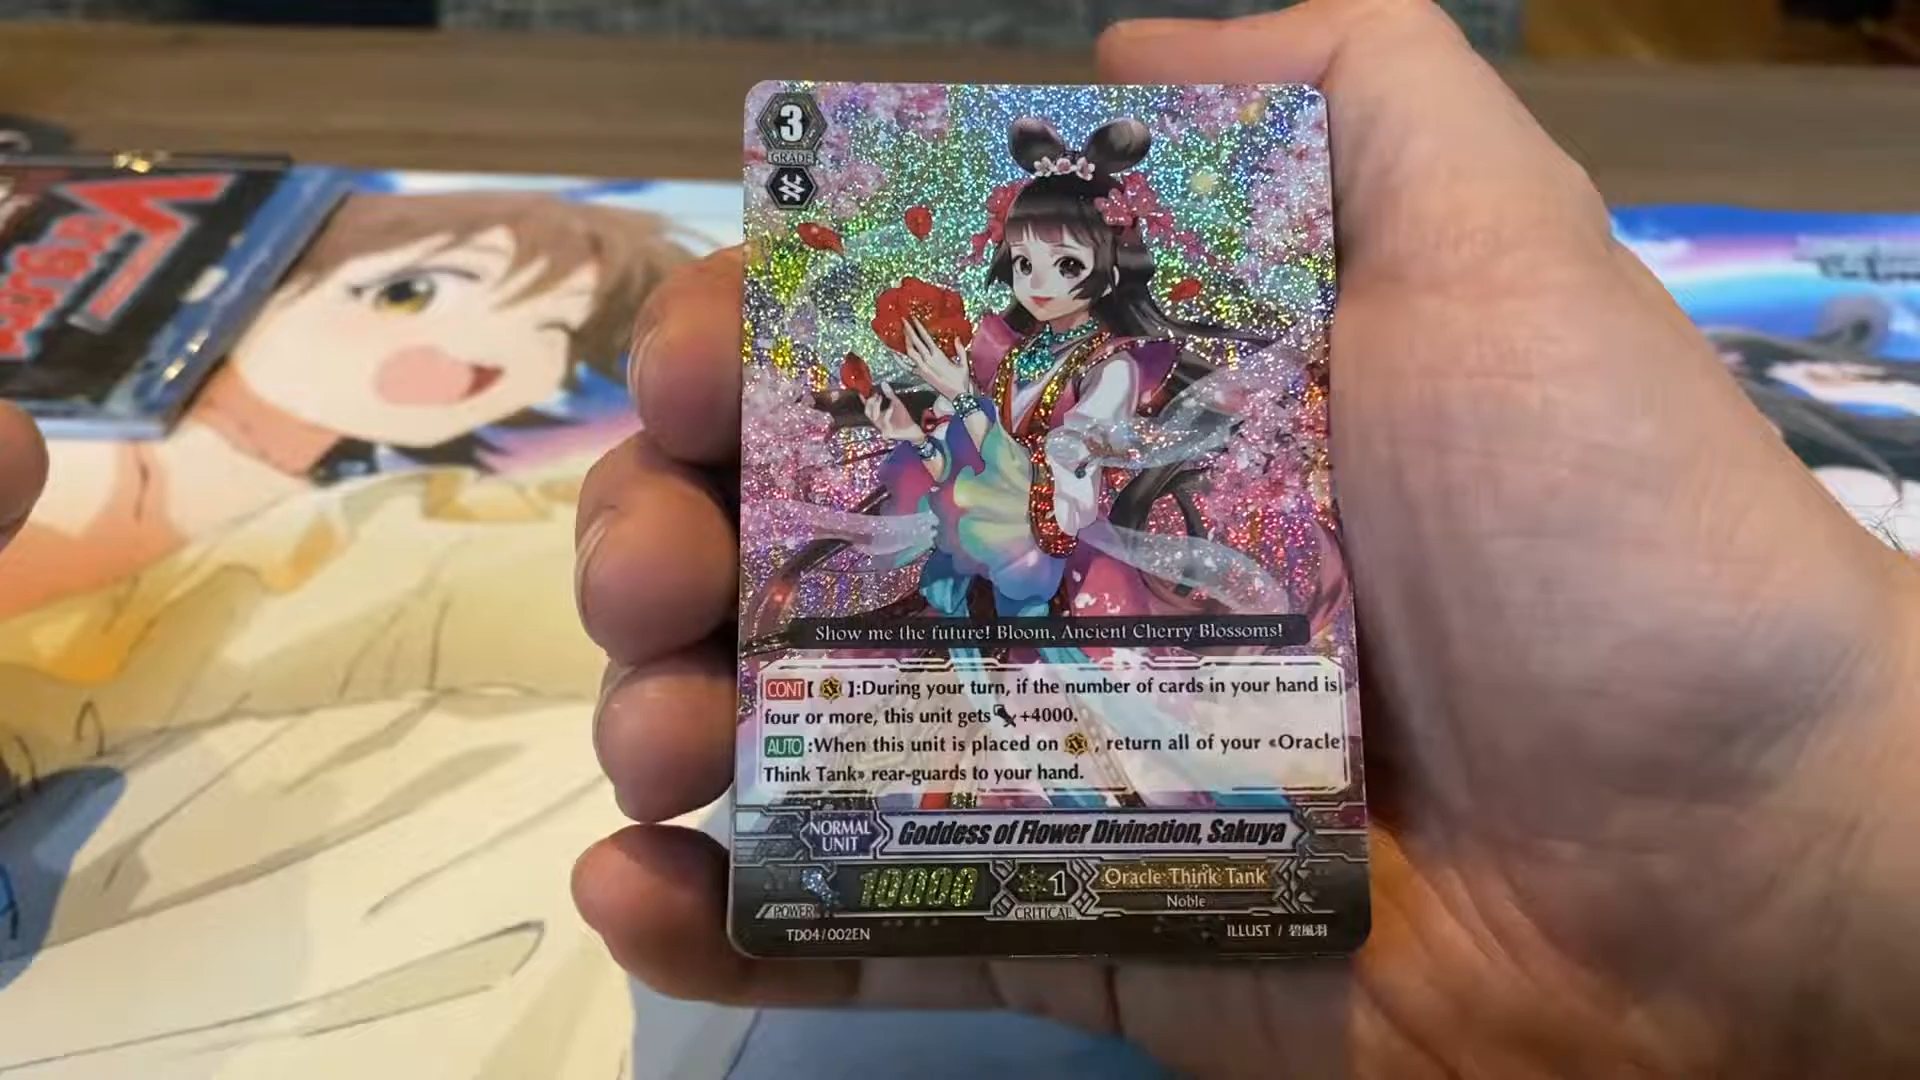 3
GRADE
Vanguard
Show me the future! Bloom, Ancient Cherry Blossoms!
CONT【 】:During your turn, if the number of cards in your hand is
four or more, this unit gets +4000.
AUTO:When this unit is placed on , return all of your «Oracle
Think Tank» rear-guards to your hand.
NORMAL UNIT
Goddess of Flower Divination, Sakuya
POWER 10000
1 CRITICAL
Oracle Think Tank
Noble
TD04/002EN
ILLUST / 碧風羽